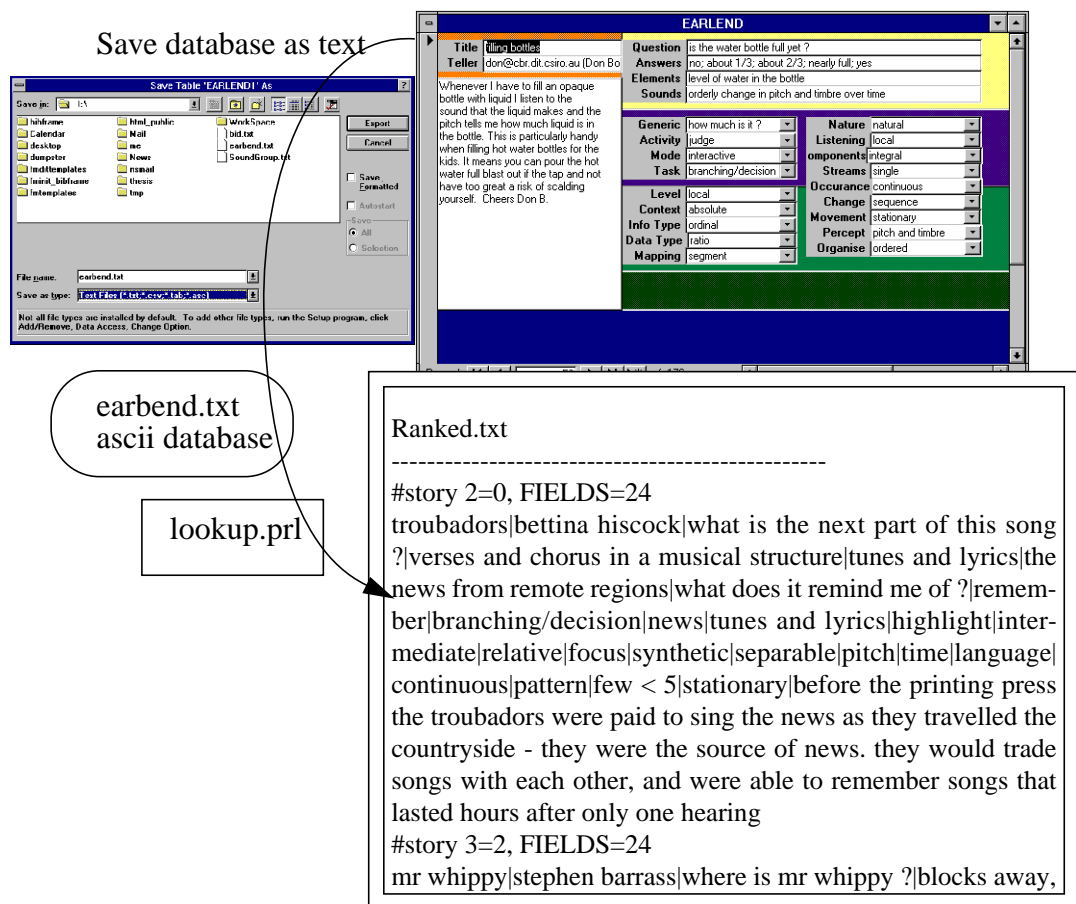 Save database as text
Save Table 'EARLEND1' As
?
Save in: I:\
bibframe
Calendar
desktop
dumpster
fmdittemplates
fminit_bibframe
fmtemplates
html_public
Mail
me
News
nsmail
thesis
tmp
WorkSpace
bid.txt
earbend.txt
SoundGroup.txt
Export
Cancel
Save
Formatted
Autostart
Save
All
Selection
File name: earbend.txt
Save as type: Text Files (*.txt;*.csv;*.tab;*.asc)
Not all file types are installed by default. To add other file types, run the Setup program, click
Add/Remove, Data Access, Change Option.
EARLEND
Title filling bottles
Teller don@cbr.dit.csiro.au (Don Bo
Whenever I have to fill an opaque
bottle with liquid I listen to the
sound that the liquid makes and the
pitch tells me how much liquid is in
the bottle. This is particularly handy
when filling hot water bottles for the
kids. It means you can pour the hot
water full blast out if the tap and not
have too great a risk of scalding
yourself. Cheers Don B.
Question is the water bottle full yet ?
Answers no; about 1/3; about 2/3; nearly full; yes
Elements level of water in the bottle
Sounds orderly change in pitch and timbre over time
Generic how much is it ?
Activity judge
Mode interactive
Task branching/decision
Level local
Context absolute
Info Type ordinal
Data Type ratio
Mapping segment
Nature natural
Listening local
omponents integral
Streams single
Occurance continuous
Change sequence
Movement stationary
Percept pitch and timbre
Organise ordered
earbend.txt
ascii database
lookup.prl
Ranked.txt
-------------------------------------------------
#story 2=0, FIELDS=24
troubadors|bettina hiscock|what is the next part of this song
?|verses and chorus in a musical structure|tunes and lyrics|the
news from remote regions|what does it remind me of ?|remem-
ber|branching/decision|news|tunes and lyrics|highlight|inter-
mediate|relative|focus|synthetic|separable|pitch|time|language|
continuous|pattern|few < 5|stationary|before the printing press
the troubadors were paid to sing the news as they travelled the
countryside - they were the source of news. they would trade
songs with each other, and were able to remember songs that
lasted hours after only one hearing
#story 3=2, FIELDS=24
mr whippy|stephen barrass|where is mr whippy ?|blocks away,